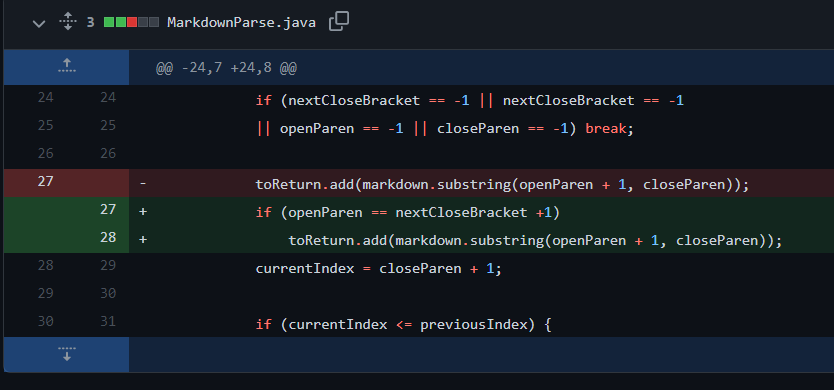 3 MarkdownParse.java
@@ -24,7 +24,8 @@
24 24 if (nextCloseBracket == -1 || nextCloseBracket == -1
25 25 || openParen == -1 || closeParen == -1) break;
26 26
27 - toReturn.add(markdown.substring(openParen + 1, closeParen));
27 + if (openParen == nextCloseBracket +1)
28 + toReturn.add(markdown.substring(openParen + 1, closeParen));
28 29 currentIndex = closeParen + 1;
29 30
30 31 if (currentIndex <= previousIndex) {